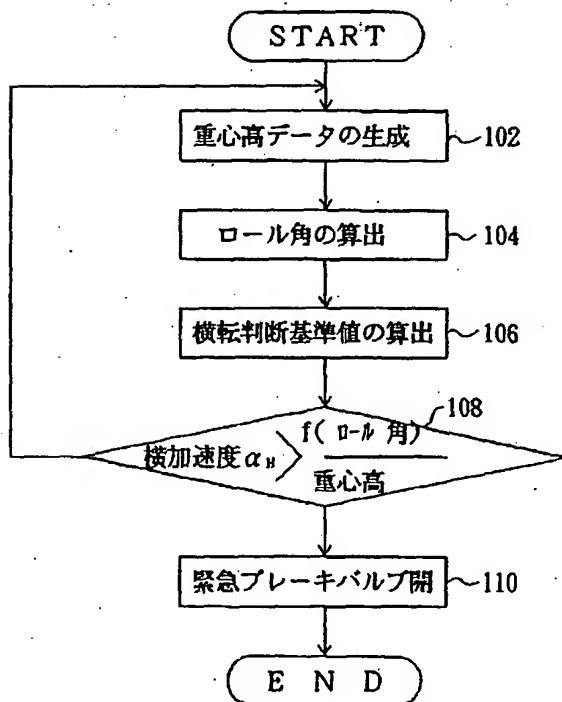 START
重心高データの生成 102
ロール角の算出 104
横転判断基準値の算出 106
108
横加速度αH > f(ロール角)
重心高
緊急ブレーキバルブ開 110
END